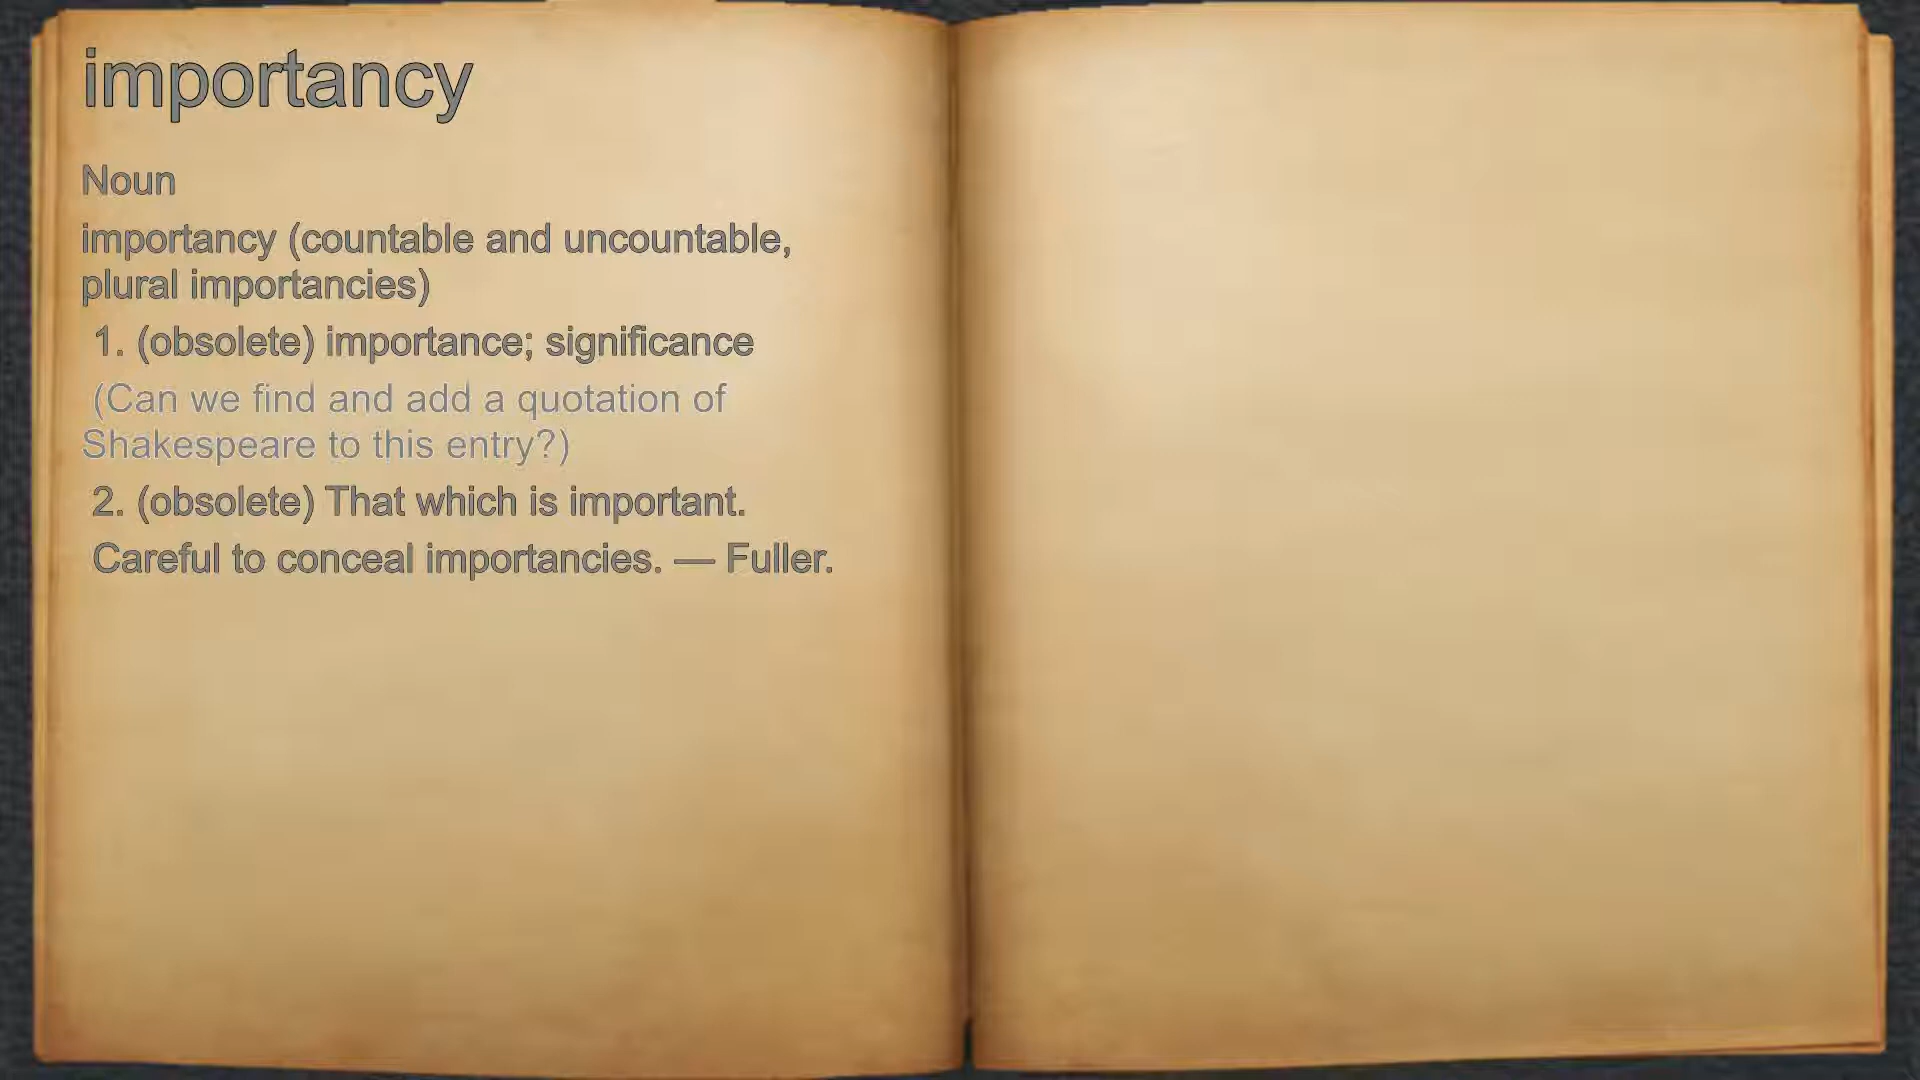 importancy
Noun
importancy (countable and uncountable,
plural importancies)
1. (obsolete) importance; significance
(Can we find and add a quotation of
Shakespeare to this entry?)
2. (obsolete) That which is important.
Careful to conceal importancies. — Fuller.